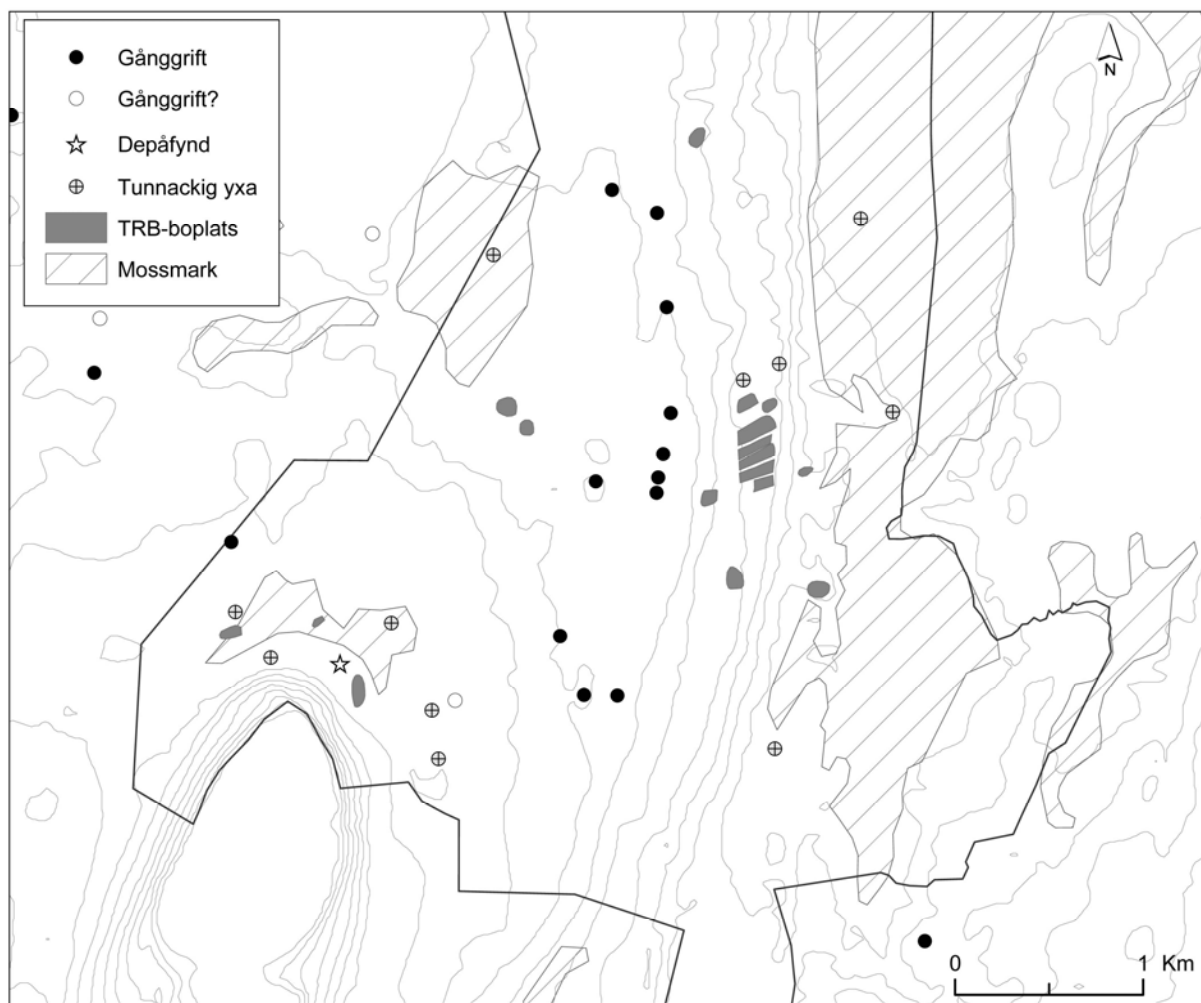 Gånggrift
Gånggrift?
Depåfynd
Tunnackig yxa
TRB-boplats
Mossmark
N
0 1 Km